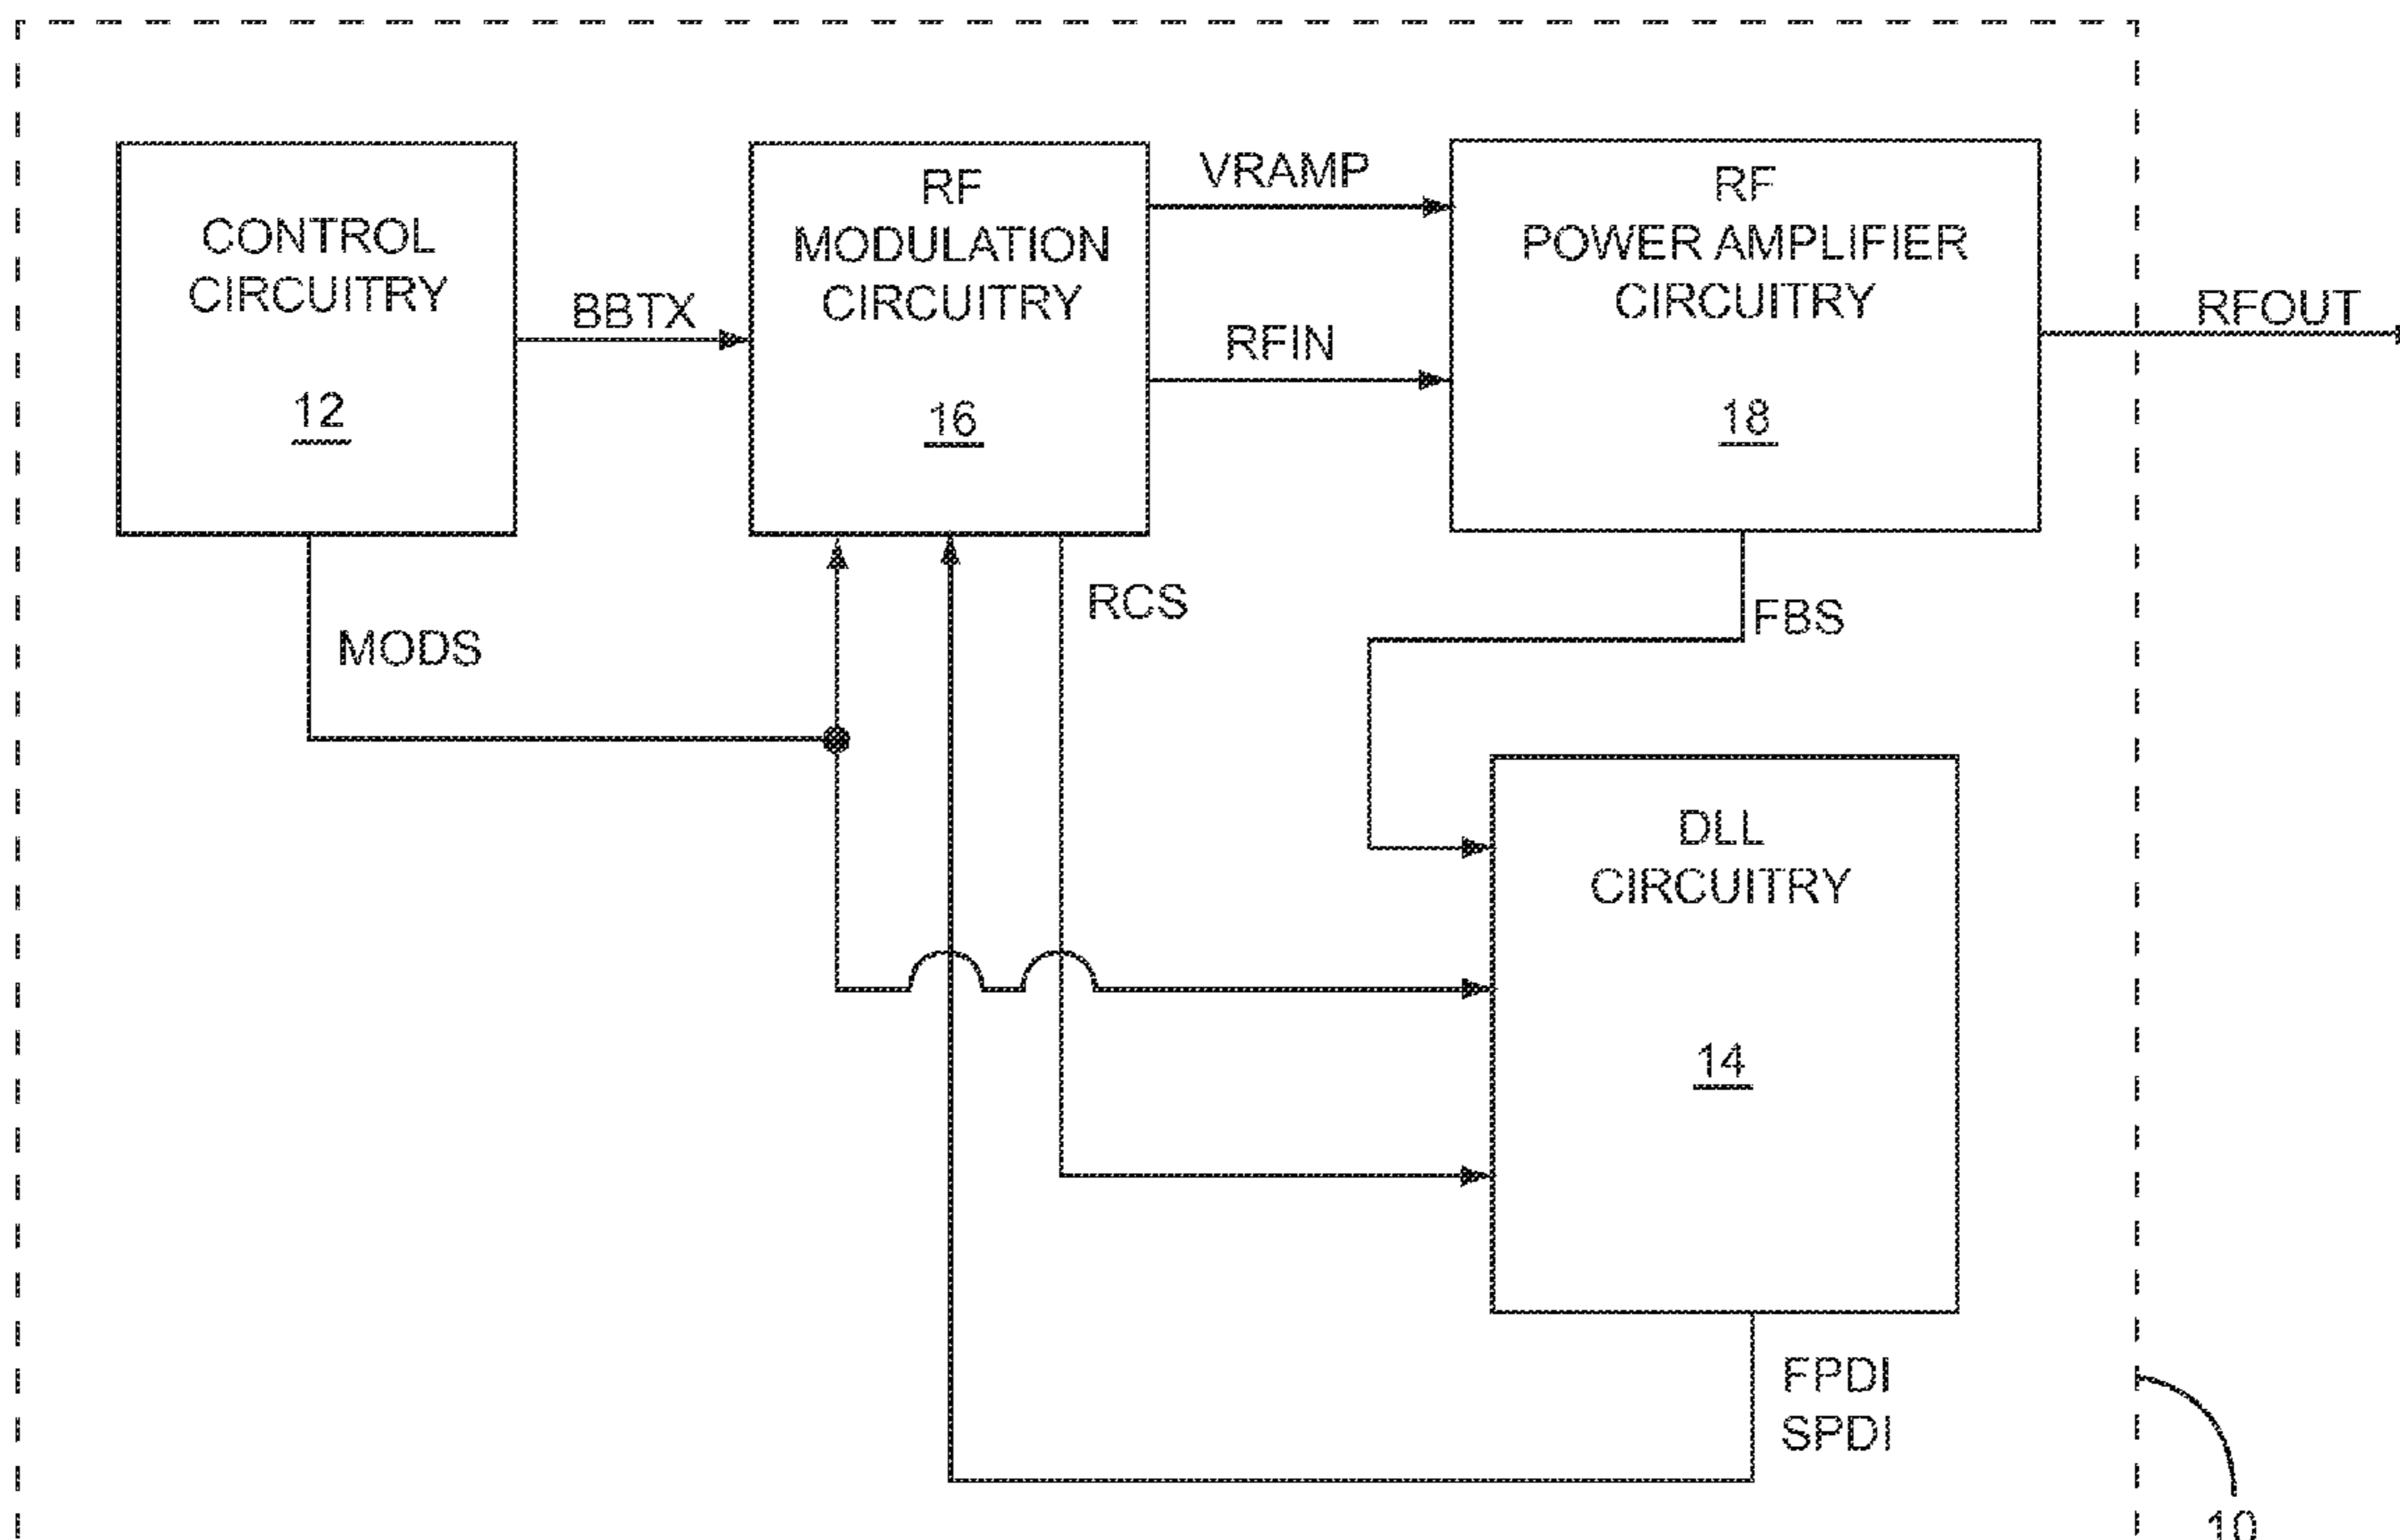 CONTROL
CIRCUITRY
12
BBTX
RF
MODULATION
CIRCUITRY
16
VRAMP
RFIN
RF
POWER AMPLIFIER
CIRCUITRY
18
RFOUT
MODS
RCS
FBS
DLL
CIRCUITRY
14
FPDI
SPDI
10